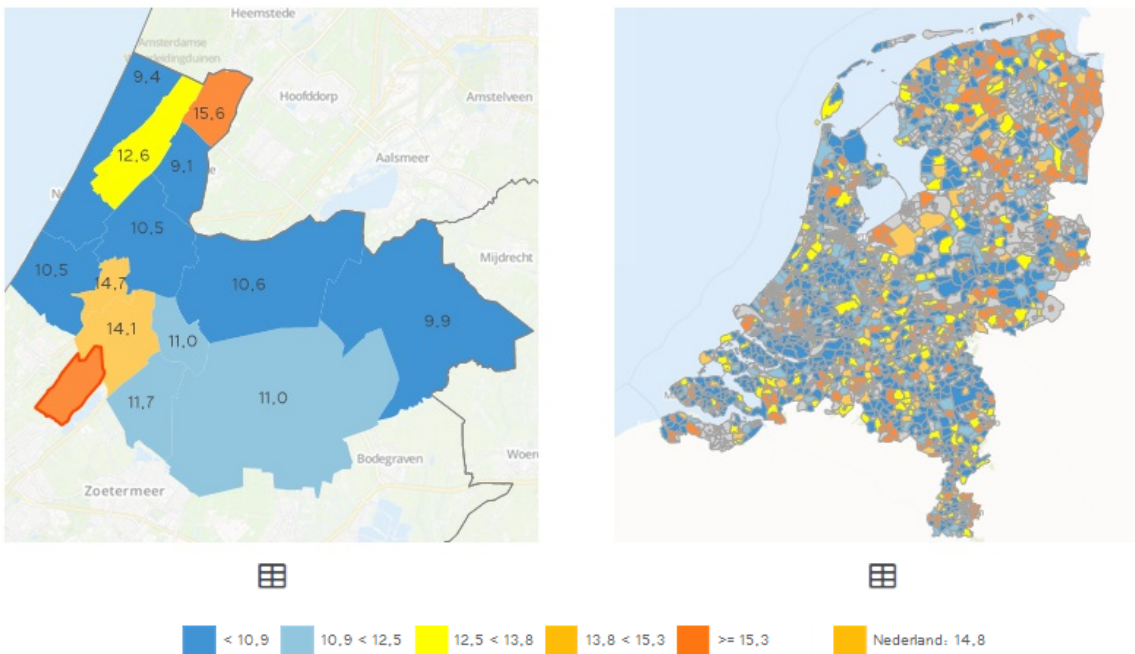 Heemstede
Amsterdamse
9,4
Hoofddorp
15,6
Amstelveen
12,6
9,1
Aalsmeer
10,5
Mijdrecht
10,5
14,7
10,6
9,9
14,1
11,0
11,7
11,0
Bodegraven
Zoetermeer
< 10,9
10,9 < 12,5
12,5 < 13,8
13,8 < 15,3
>= 15,3
Nederland: 14,8